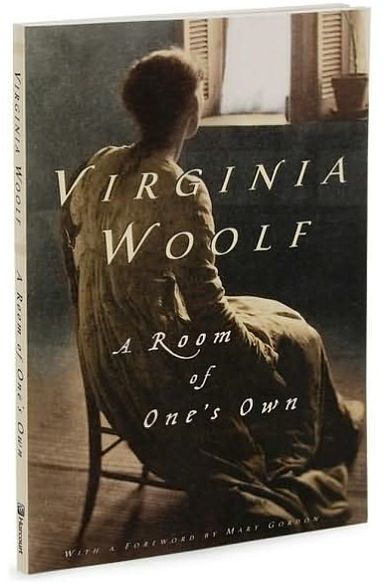 VIRGINIA
WOOLF
A ROOM
of
ONE'S OWN
WITH A FOREWORD BY MARY GORDON
VIRGINIA WOOLF A ROOM of ONE'S OWN
Harcourt